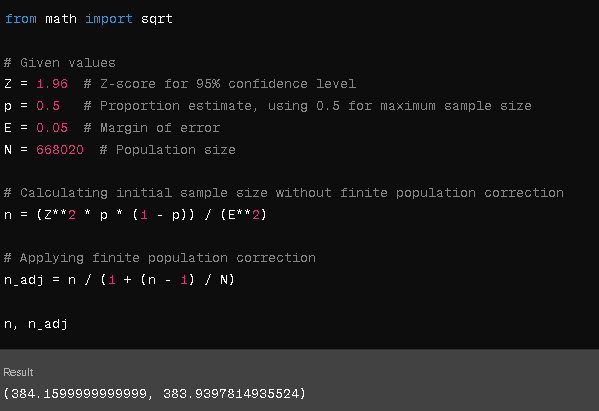 from math import sqrt
# Given values
Z = 1.96  # Z-score for 95% confidence level
p = 0.5   # Proportion estimate, using 0.5 for maximum sample size
E = 0.05  # Margin of error
N = 668020  # Population size
# Calculating initial sample size without finite population correction
n = (Z**2 * p * (1 - p)) / (E**2)
# Applying finite population correction
n_adj = n / (1 + (n - 1) / N)
n, n_adj
Result
(384.1599999999999, 383.9397814935524)